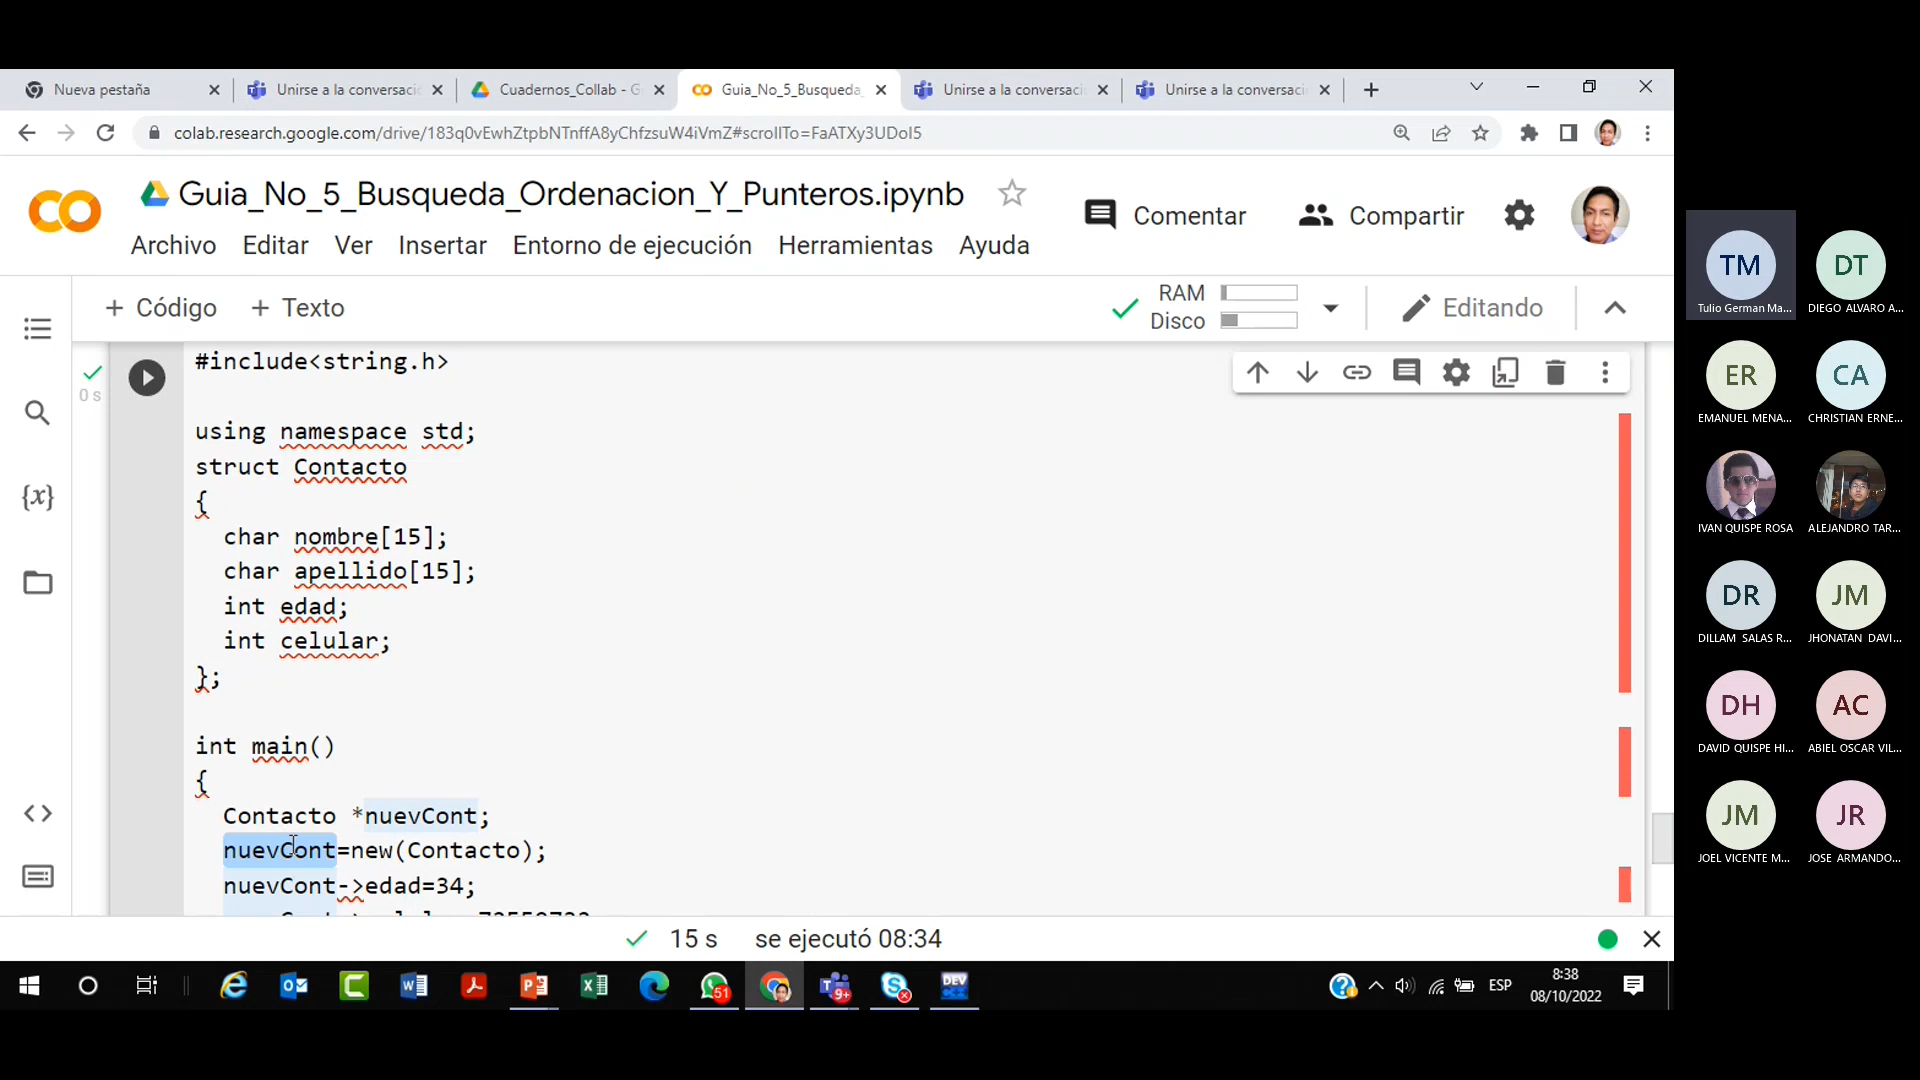 Nueva pestaña
Unirse a la conversaci
Cuadernos_Collab - G
Guia_No_5_Busqueda_
Unirse a la conversaci
Unirse a la conversaci
colab.research.google.com/drive/183q0vEwhZtpbNTnffA8yChfzsuW4iVmZ#scrollTo=FaATXy3UDoI5
Guia_No_5_Busqueda_Ordenacion_Y_Punteros.ipynb
Comentar
Compartir
Archivo Editar Ver Insertar Entorno de ejecución Herramientas Ayuda
+ Código + Texto
RAM
Disco
Editando
0 s
#include<string.h>
using namespace std;
struct Contacto
{
char nombre[15];
char apellido[15];
int edad;
int celular;
};
int main()
{
Contacto *nuevCont;
nuevCont=new(Contacto);
nuevCont->edad=34;
15 s se ejecutó 08:34
51
9+
DEV
ESP
8:38
08/10/2022
TM
Tulio German Ma...
DT
DIEGO ALVARO A...
ER
EMANUEL MENA...
CA
CHRISTIAN ERNE...
IVAN QUISPE ROSA
ALEJANDRO TAR...
DR
DILLAM SALAS R...
JM
JHONATAN DAVI...
DH
DAVID QUISPE HI...
AC
ABIEL OSCAR VIL...
JM
JOEL VICENTE M...
JR
JOSE ARMANDO...